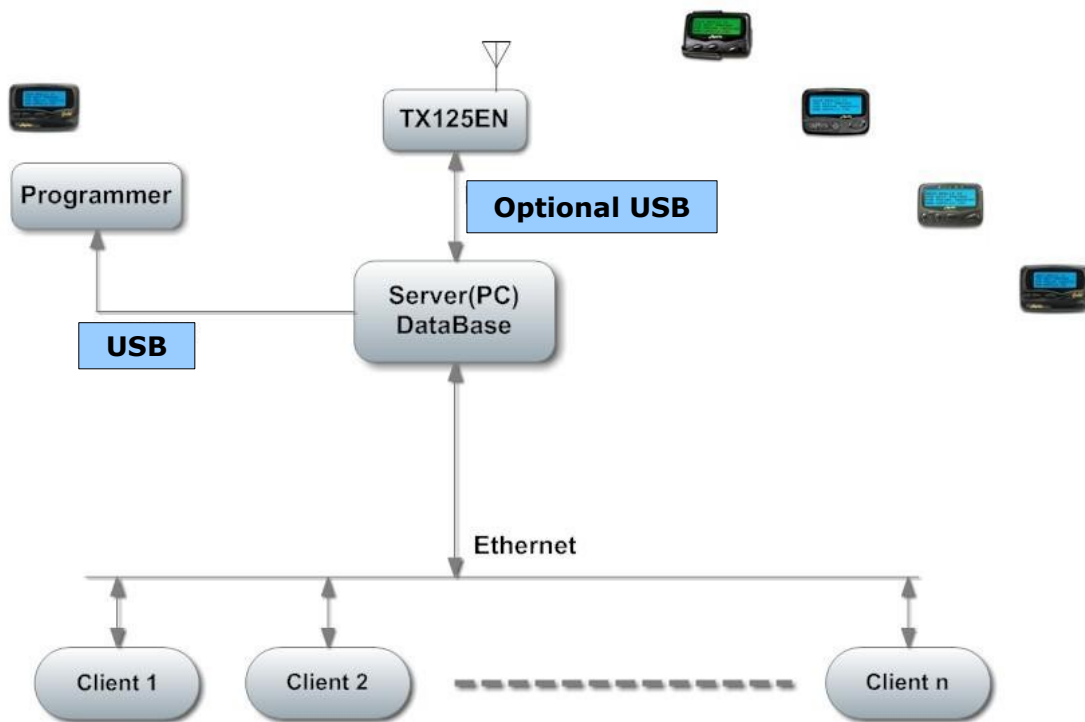 TX125EN
Programmer
Optional USB
Server(PC)
DataBase
USB
Ethernet
Client 1
Client 2
Client n